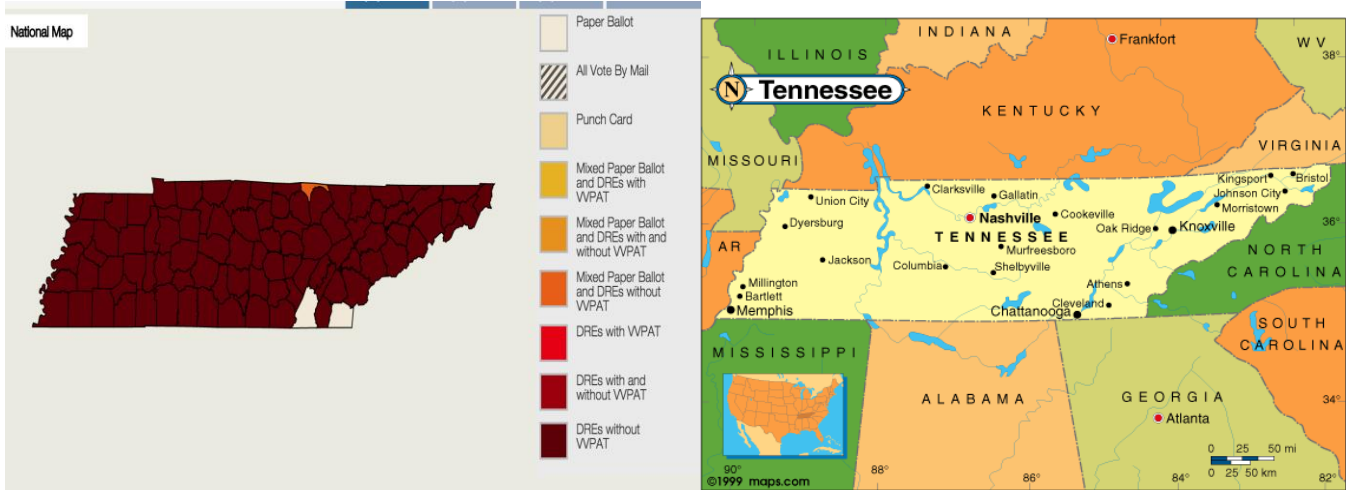 National Map
Paper Ballot
All Vote By Mail
Punch Card
Mixed Paper Ballot
and DREs with
VVPAT
Mixed Paper Ballot
and DREs with and
without VVPAT
Mixed Paper Ballot
and DREs without
VVPAT
DREs with VVPAT
DREs with and
without VVPAT
DREs without
VVPAT
INDIANA
Frankfort
WV
ILLINOIS
38°
N Tennessee
KENTUCKY
VIRGINIA
MISSOURI
Kingsport
Bristol
Clarksville
Gallatin
Johnson City
Union City
Morristown
Nashville
Cookeville
Dyersburg
Oak Ridge
Knoxville
36°
TENNESSEE
AR
Murfreesboro
NORTH
CAROLINA
Jackson
Columbia
Shelbyville
Millington
Athens
Bartlett
Cleveland
Memphis
Chattanooga
SOUTH
CAROLINA
MISSISSIPPI
ALABAMA
GEORGIA
34°
Atlanta
0 25 50 mi
0 25 50 km
90°
88°
86°
84°
82°
©1999 maps.com